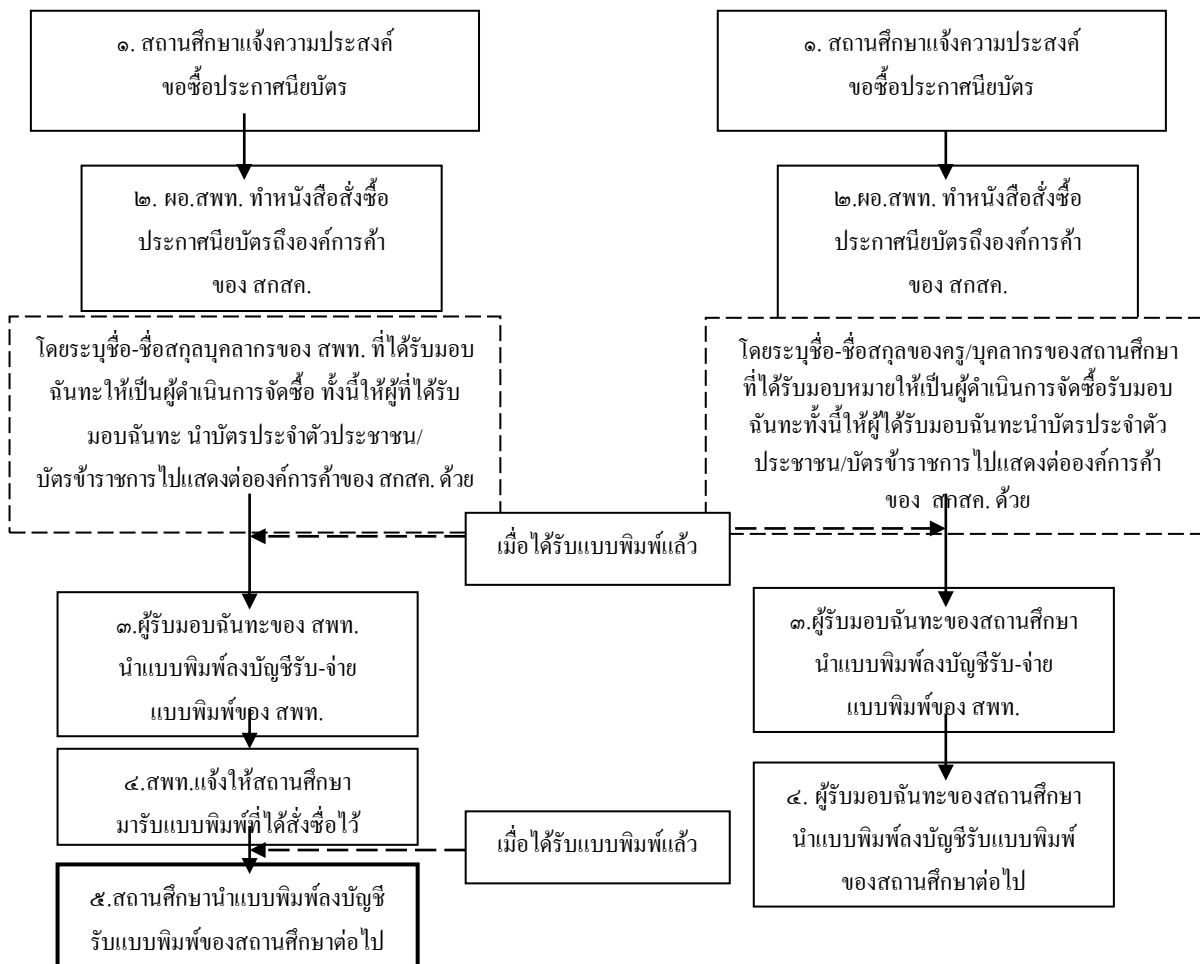 ๑. สถานศึกษาแจ้งความประสงค์
ขอซื้อประกาศนียบัตร
๒. ผอ.สพท. ทำหนังสือสั่งซื้อ
ประกาศนียบัตรถึงองค์การค้า
ของ สกสค.
โดยระบุชื่อ-ชื่อสกุลบุคลากรของ สพท. ที่ได้รับมอบ
ฉันทะให้เป็นผู้ดำเนินการจัดซื้อ ทั้งนี้ให้ผู้ที่ได้รับ
มอบฉันทะ นำบัตรประจำตัวประชาชน/
บัตรข้าราชการไปแสดงต่อองค์การค้าของ สกสค. ด้วย
เมื่อได้รับแบบพิมพ์แล้ว
๓.ผู้รับมอบฉันทะของ สพท.
นำแบบพิมพ์ลงบัญชีรับ-จ่าย
แบบพิมพ์ของ สพท.
๔.สพท.แจ้งให้สถานศึกษา
มารับแบบพิมพ์ที่ได้สั่งซื้อไว้
เมื่อได้รับแบบพิมพ์แล้ว
๕.สถานศึกษานำแบบพิมพ์ลงบัญชี
รับแบบพิมพ์ของสถานศึกษาต่อไป
๑. สถานศึกษาแจ้งความประสงค์
ขอซื้อประกาศนียบัตร
๒.ผอ.สพท. ทำหนังสือสั่งซื้อ
ประกาศนียบัตรถึงองค์การค้า
ของ สกสค.
โดยระบุชื่อ-ชื่อสกุลของครู/บุคลากรของสถานศึกษา
ที่ได้รับมอบหมายให้เป็นผู้ดำเนินการจัดซื้อรับมอบ
ฉันทะทั้งนี้ให้ผู้ได้รับมอบฉันทะนำบัตรประจำตัว
ประชาชน/บัตรข้าราชการไปแสดงต่อองค์การค้า
ของ สกสค. ด้วย
๓.ผู้รับมอบฉันทะของสถานศึกษา
นำแบบพิมพ์ลงบัญชีรับ-จ่าย
แบบพิมพ์ของ สพท.
๔. ผู้รับมอบฉันทะของสถานศึกษา
นำแบบพิมพ์ลงบัญชีรับแบบพิมพ์
ของสถานศึกษาต่อไป